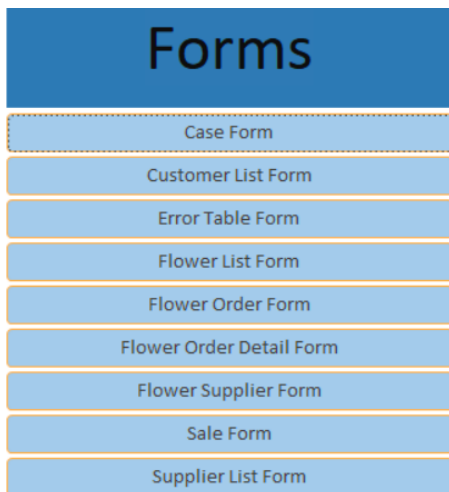 Forms
Case Form
Customer List Form
Error Table Form
Flower List Form
Flower Order Form
Flower Order Detail Form
Flower Supplier Form
Sale Form
Supplier List Form